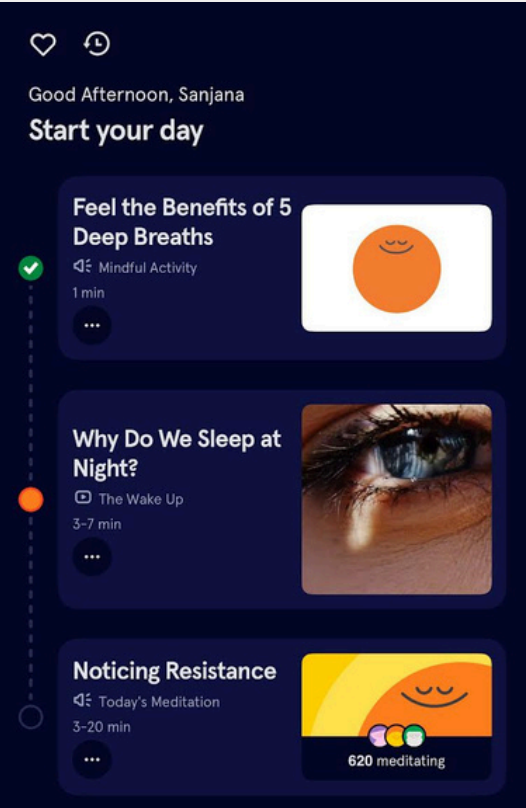 Good Afternoon, Sanjana
Start your day
Feel the Benefits of 5
Deep Breaths
Mindful Activity
1 min
Why Do We Sleep at
Night?
The Wake Up
3-7 min
Noticing Resistance
Today's Meditation
3-20 min
620 meditating